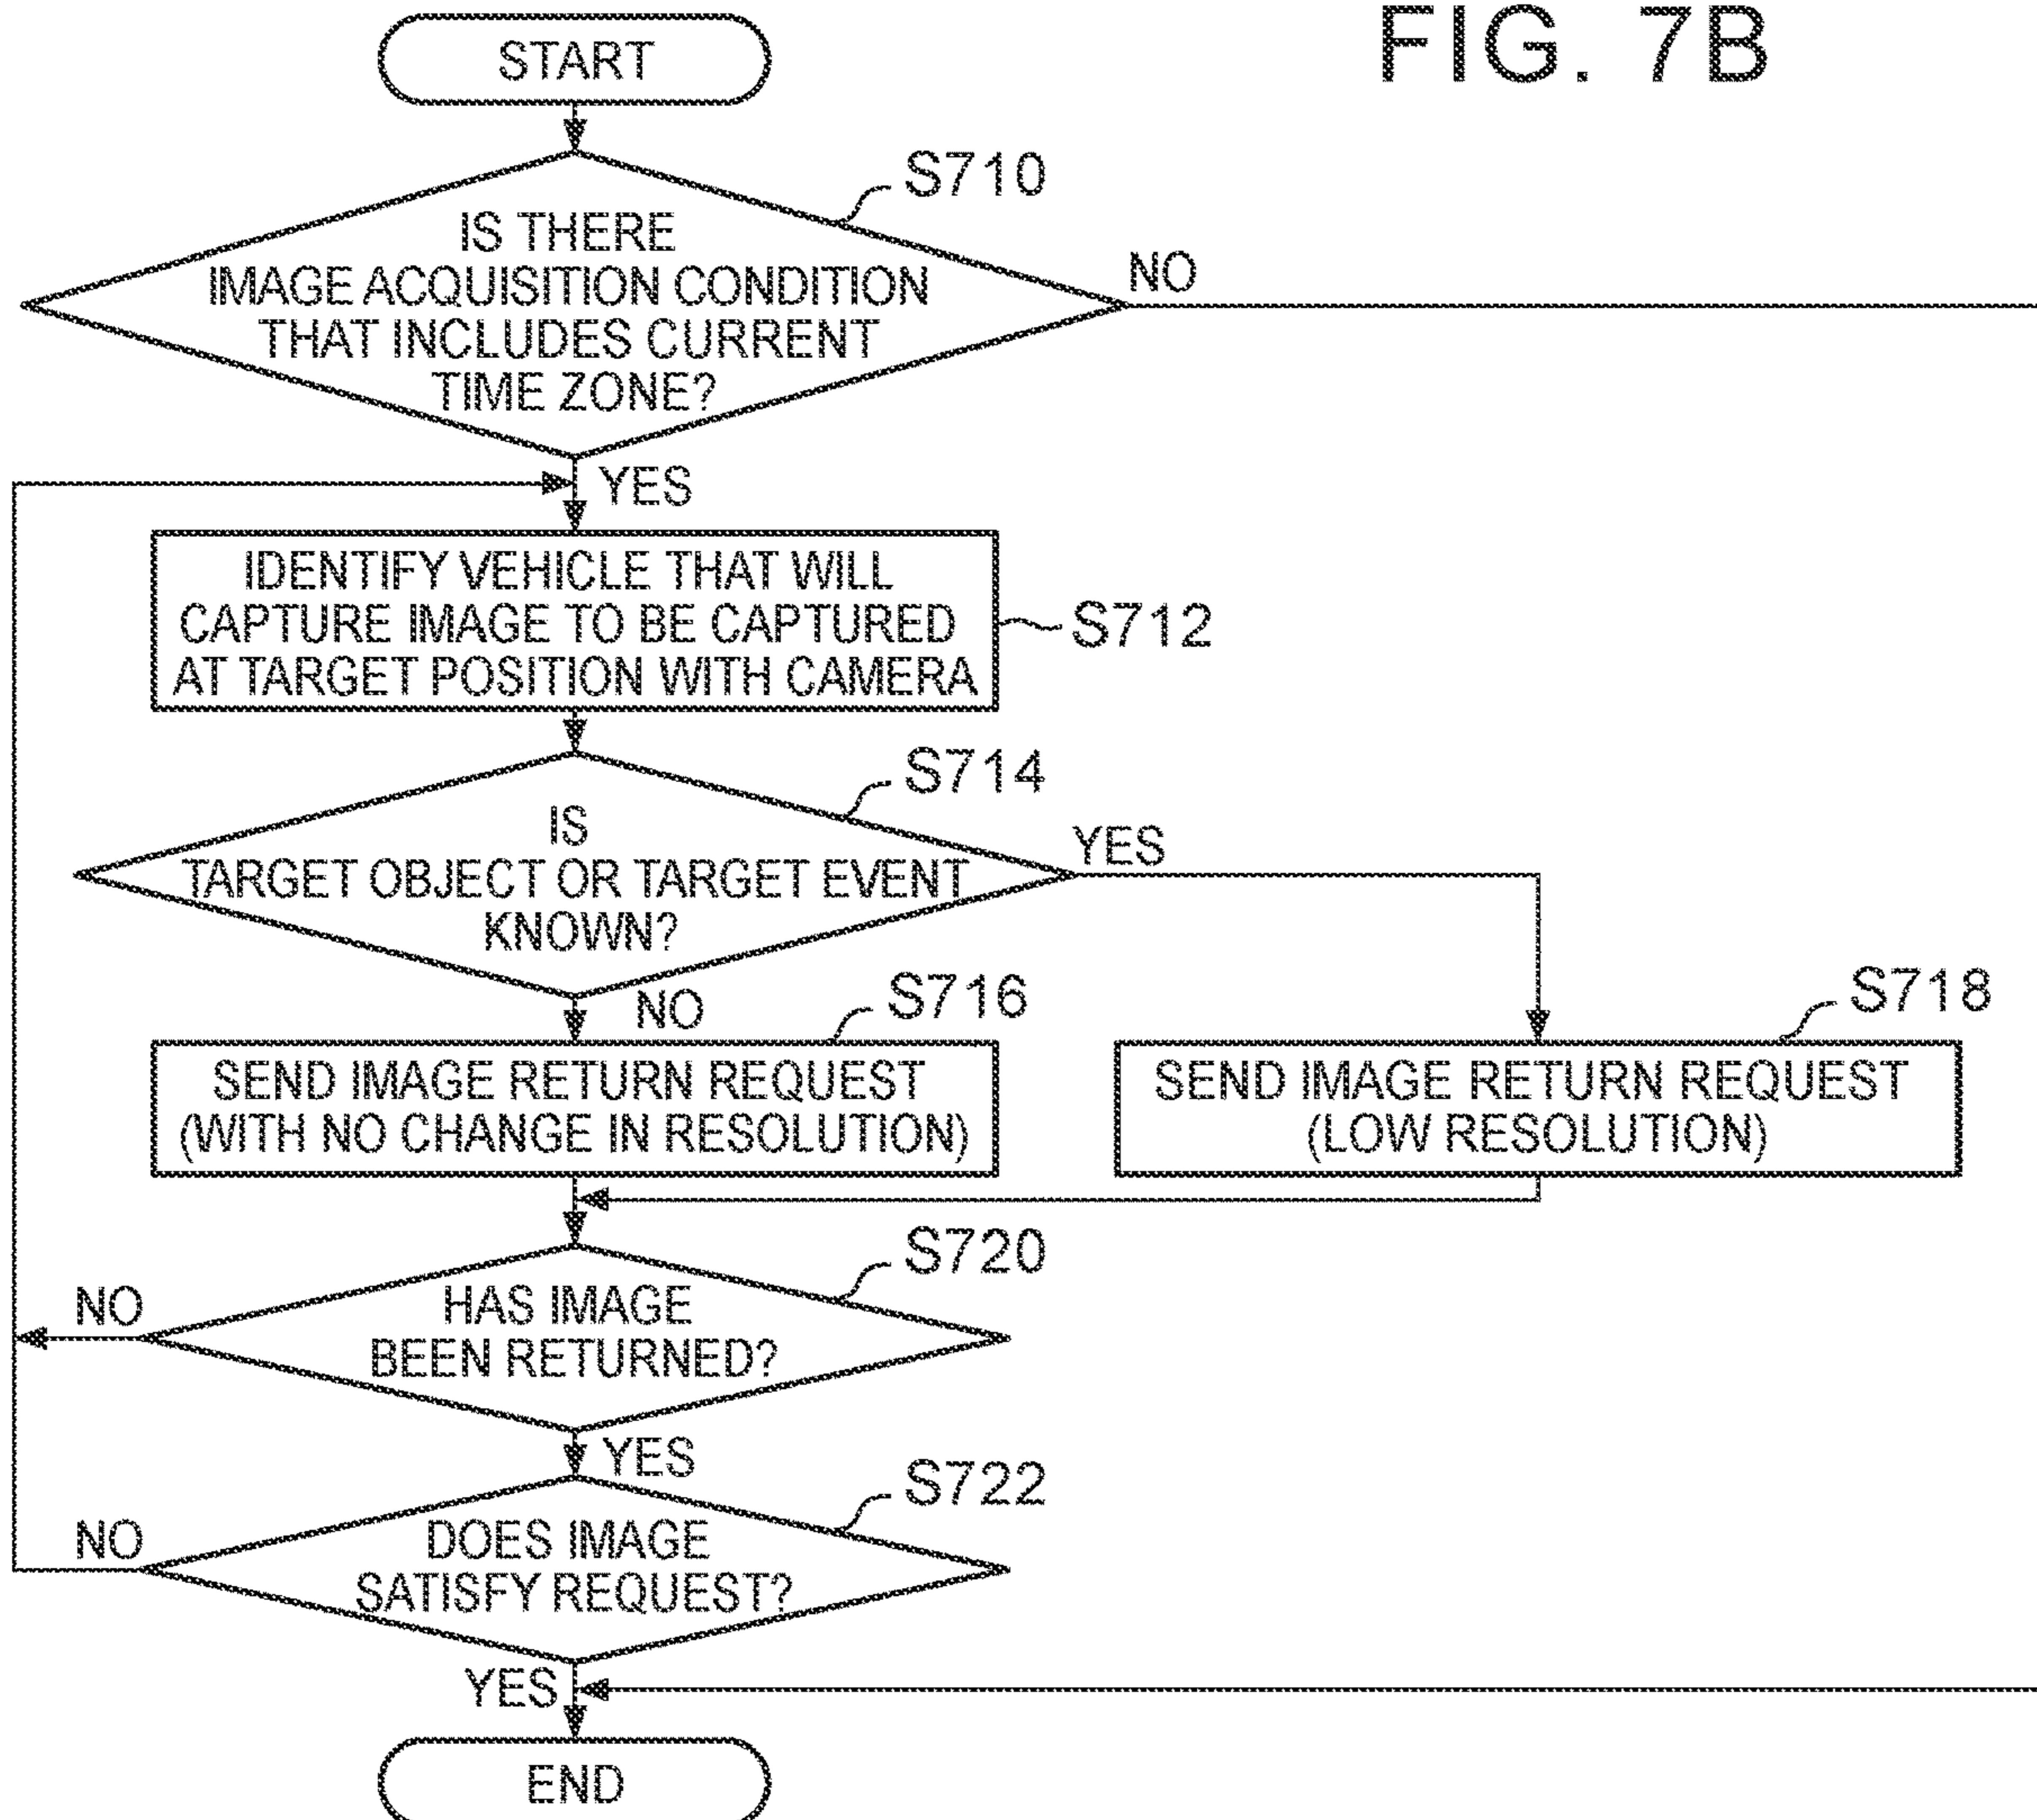 FIG. 7B
START
S710
IS THERE
IMAGE ACQUISITION CONDITION
THAT INCLUDES CURRENT
TIME ZONE?
NO
YES
IDENTIFY VEHICLE THAT WILL
CAPTURE IMAGE TO BE CAPTURED
AT TARGET POSITION WITH CAMERA
S712
S714
IS
TARGET OBJECT OR TARGET EVENT
KNOWN?
YES
NO
S716
SEND IMAGE RETURN REQUEST
(WITH NO CHANGE IN RESOLUTION)
S718
SEND IMAGE RETURN REQUEST
(LOW RESOLUTION)
S720
HAS IMAGE
BEEN RETURNED?
NO
YES
S722
DOES IMAGE
SATISFY REQUEST?
NO
YES
END